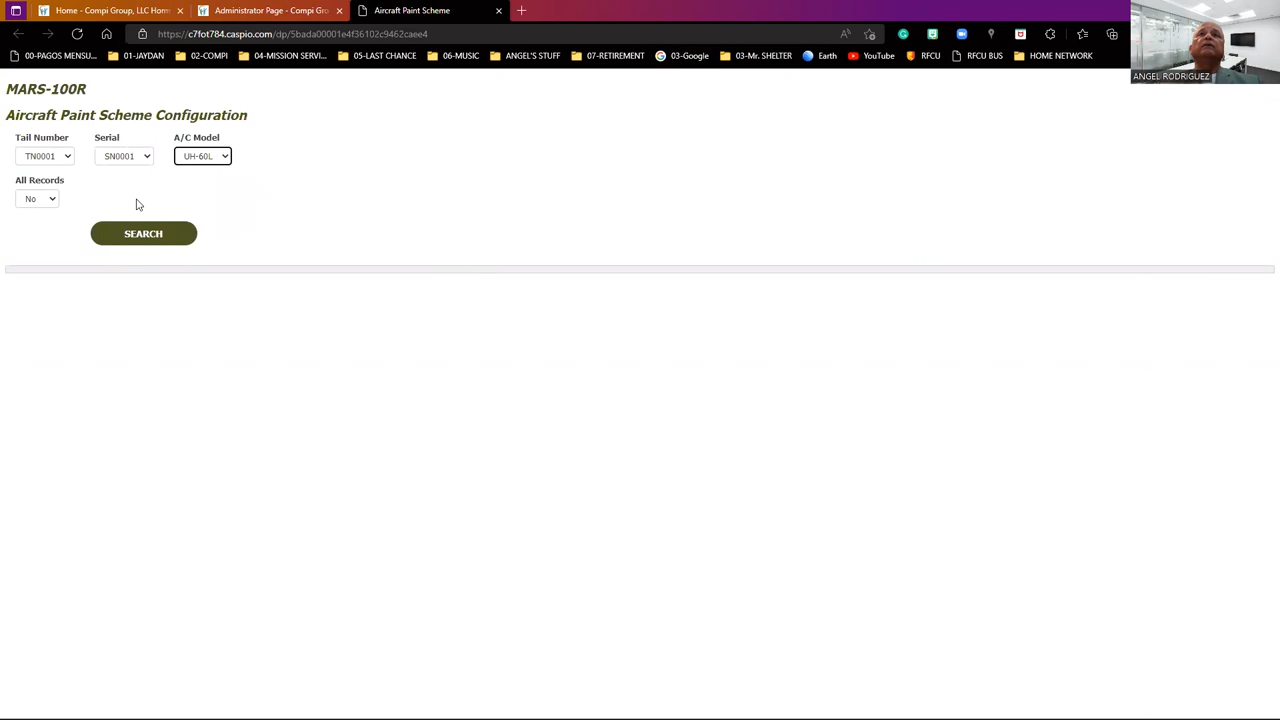 Home - Compi Group, LLC Hom
Administrator Page - Compi Gro
Aircraft Paint Scheme
https://c7fot784.caspio.com/dp/5bada00001e4f36102c9462caee4
00-PAGOS MENSU...
01-JAYDAN
02-COMPI
04-MISSION SERVI...
05-LAST CHANCE
06-MUSIC
ANGEL'S STUFF
07-RETIREMENT
03-Google
03-Mr. SHELTER
Earth
YouTube
RFCU
RFCU BUS
HOME NETWORK
ANGEL RODRIGUEZ
MARS-100R
Aircraft Paint Scheme Configuration
Tail Number Serial A/C Model
TN0001 SN0001 UH-60L
All Records
No
SEARCH